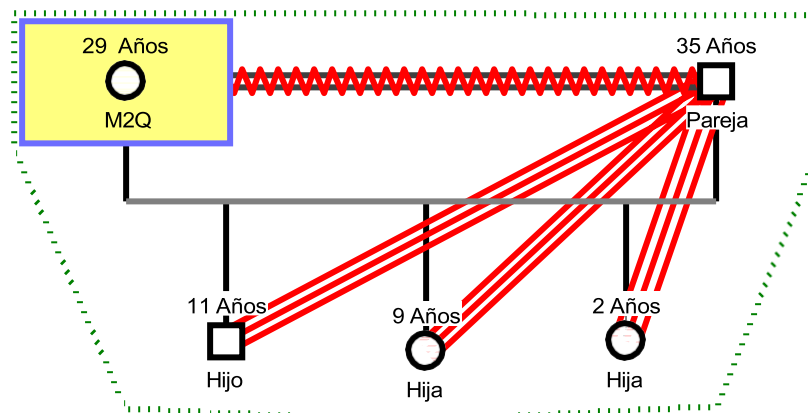 29 Años
M2Q
35 Años
Pareja
11 Años
Hijo
9 Años
Hija
2 Años
Hija